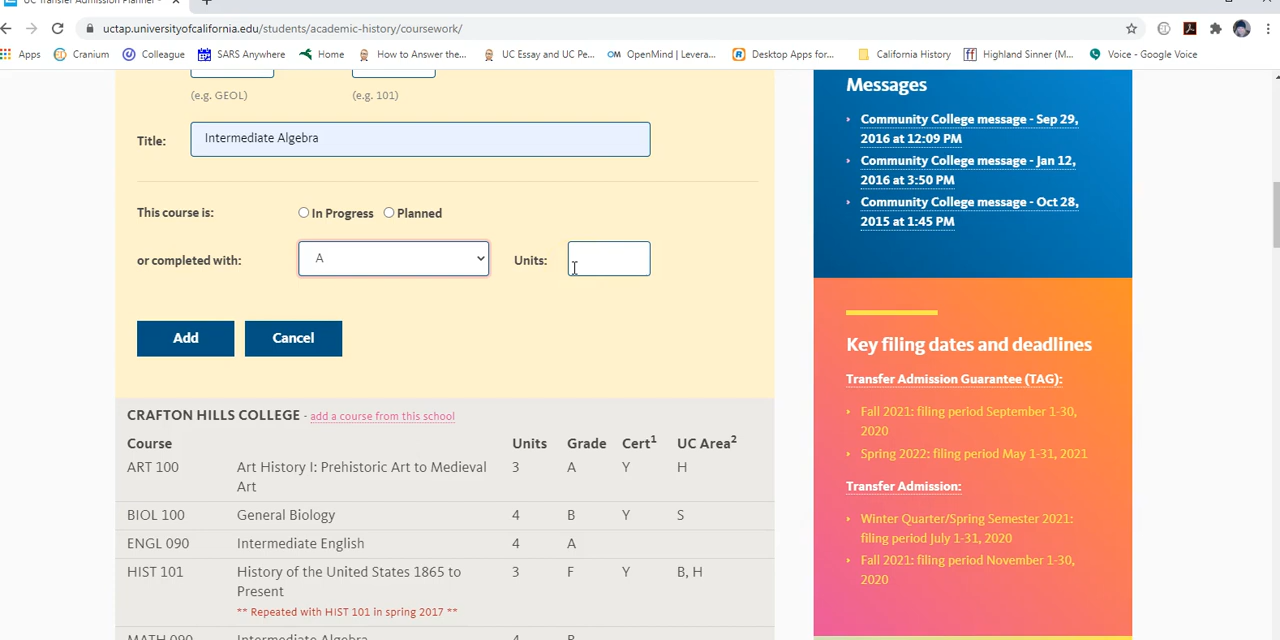 UC Transfer Admission Planner -
uctap.universityofcalifornia.edu/students/academic-history/coursework/
Apps Cranium Colleague SARS Anywhere Home How to Answer the... UC Essay and UC Pe... OpenMind | Levera... Desktop Apps for... California History Highland Sinner (M... Voice - Google Voice
(e.g. GEOL) (e.g. 101)
Title: Intermediate Algebra
This course is: In Progress Planned
or completed with: A Units:
Add Cancel
CRAFTON HILLS COLLEGE - add a course from this school
Course Units Grade Cert1 UC Area2
ART 100 Art History I: Prehistoric Art to Medieval 3 A Y H
Art
BIOL 100 General Biology 4 B Y S
ENGL 090 Intermediate English 4 A
HIST 101 History of the United States 1865 to 3 F Y B, H
Present
** Repeated with HIST 101 in spring 2017 **
MATH 090 Intermediate Algebra 4 B
Messages
Community College message - Sep 29,
2016 at 12:09 PM
Community College message - Jan 12,
2016 at 3:50 PM
Community College message - Oct 28,
2015 at 1:45 PM
Key filing dates and deadlines
Transfer Admission Guarantee (TAG):
Fall 2021: filing period September 1-30,
2020
Spring 2022: filing period May 1-31, 2021
Transfer Admission:
Winter Quarter/Spring Semester 2021:
filing period July 1-31, 2020
Fall 2021: filing period November 1-30,
2020